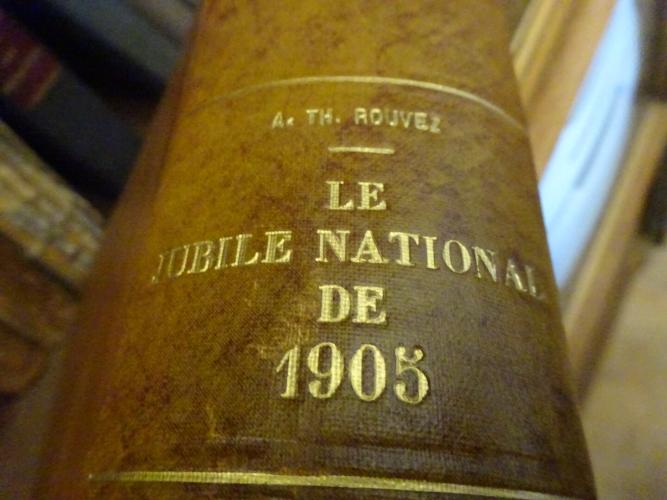 A. TH. ROUVEZ
LE
JUBILE NATIONAL
DE
1905